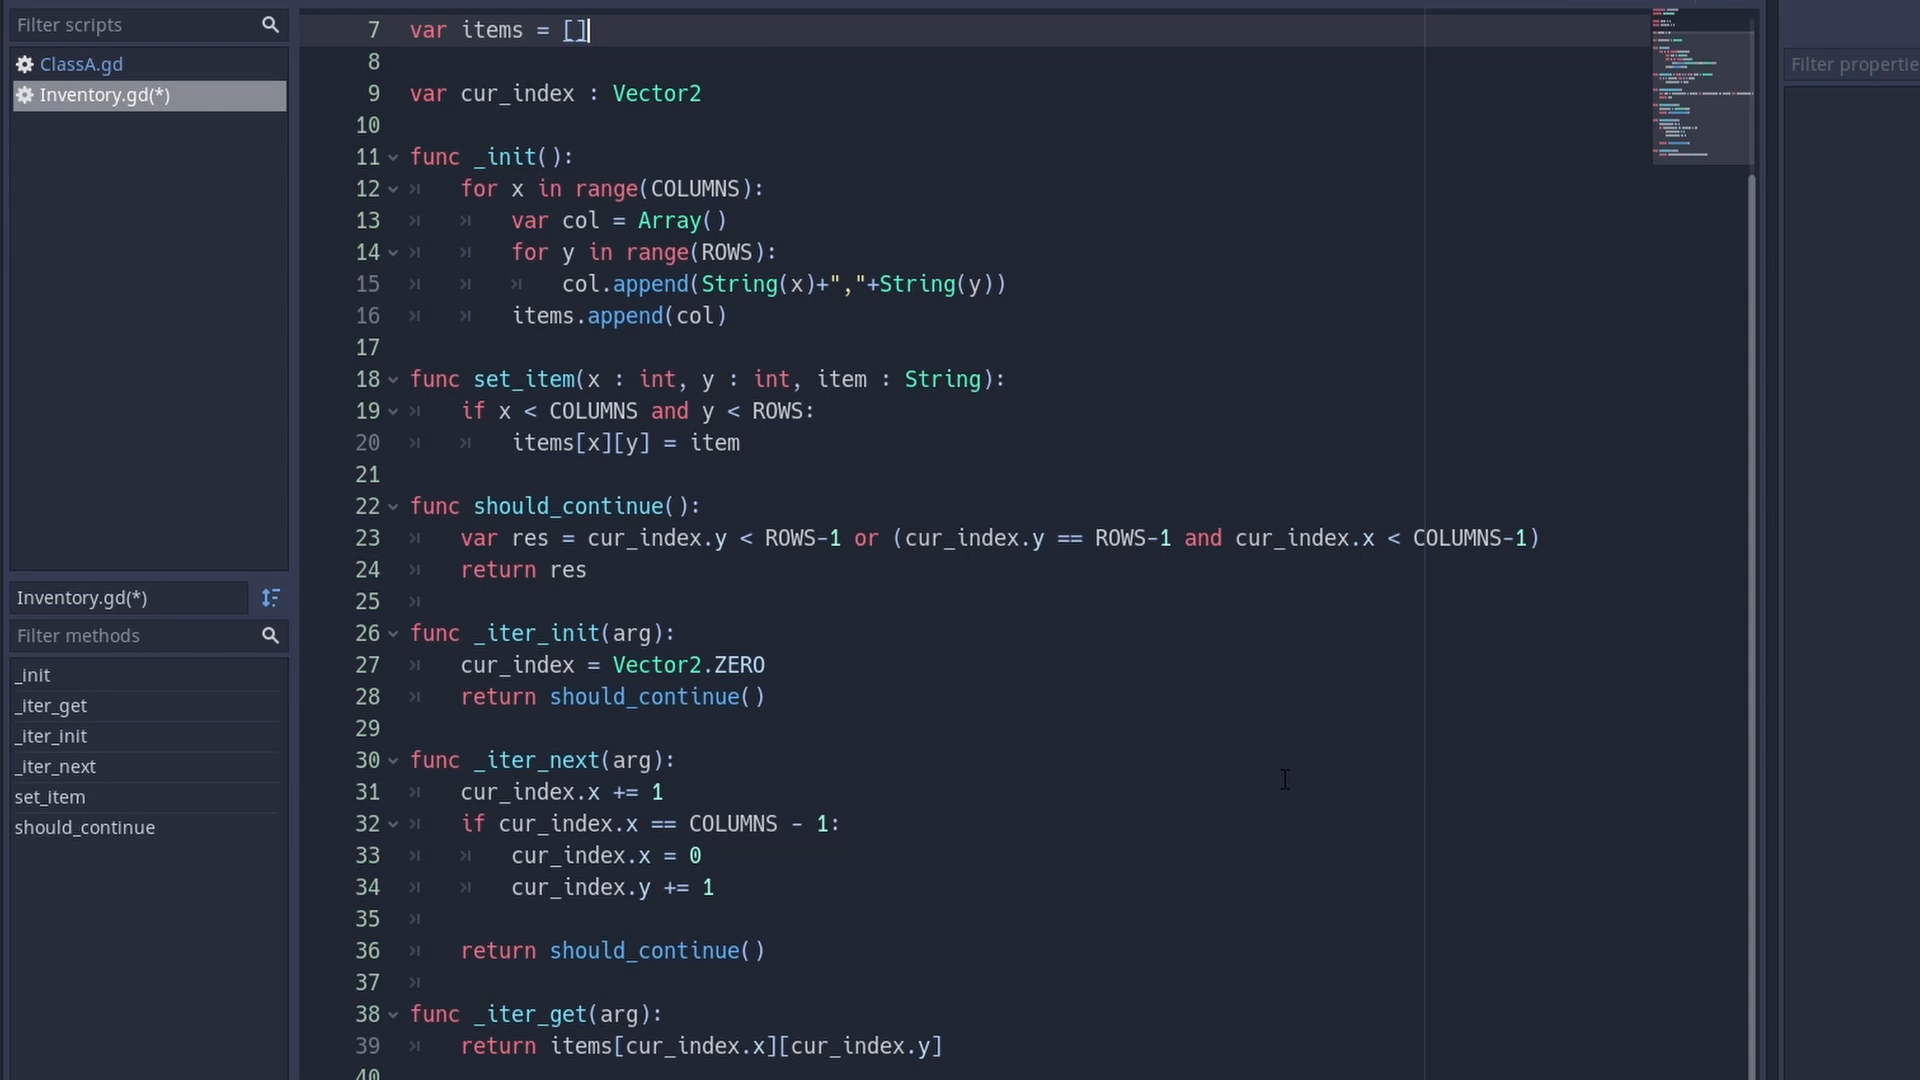 Filter scripts
ClassA.gd
Inventory.gd(*)
Inventory.gd(*)
Filter methods
_init
_iter_get
_iter_init
_iter_next
set_item
should_continue
7 var items = []
8
9 var cur_index : Vector2
10
11 func _init():
12 for x in range(COLUMNS):
13 var col = Array()
14 for y in range(ROWS):
15 col.append(String(x)+","+String(y))
16 items.append(col)
17
18 func set_item(x : int, y : int, item : String):
19 if x < COLUMNS and y < ROWS:
20 items[x][y] = item
21
22 func should_continue():
23 var res = cur_index.y < ROWS-1 or (cur_index.y == ROWS-1 and cur_index.x < COLUMNS-1)
24 return res
25
26 func _iter_init(arg):
27 cur_index = Vector2.ZERO
28 return should_continue()
29
30 func _iter_next(arg):
31 cur_index.x += 1
32 if cur_index.x == COLUMNS - 1:
33 cur_index.x = 0
34 cur_index.y += 1
35
36 return should_continue()
37
38 func _iter_get(arg):
39 return items[cur_index.x][cur_index.y]
40
Filter propertie